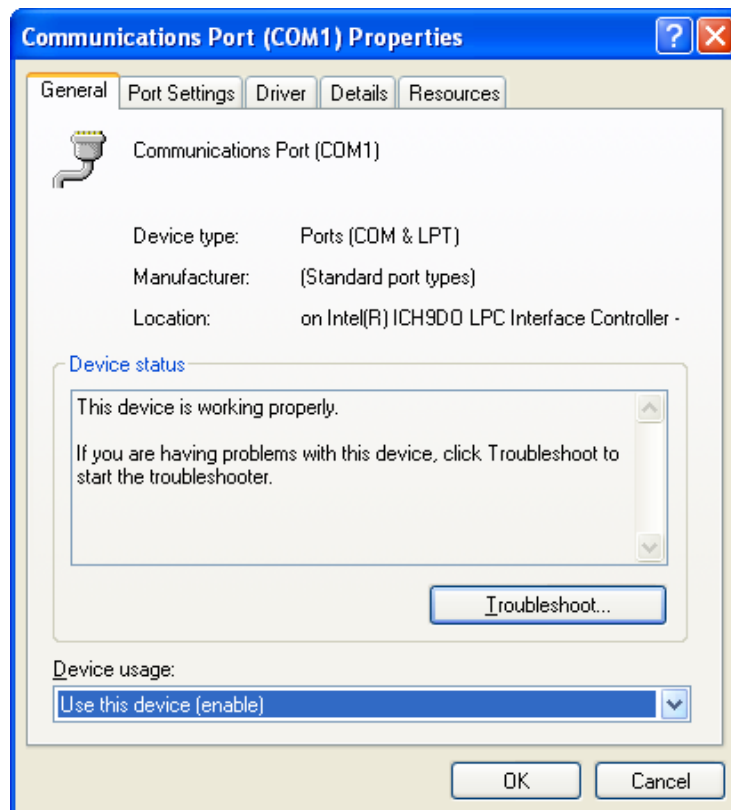 Communications Port (COM1) Properties
General Port Settings Driver Details Resources
Communications Port (COM1)
Device type: Ports (COM & LPT)
Manufacturer: (Standard port types)
Location: on Intel(R) ICH9DO LPC Interface Controller -
Device status
This device is working properly.
If you are having problems with this device, click Troubleshoot to
start the troubleshooter.
Troubleshoot...
Device usage:
Use this device (enable)
OK Cancel